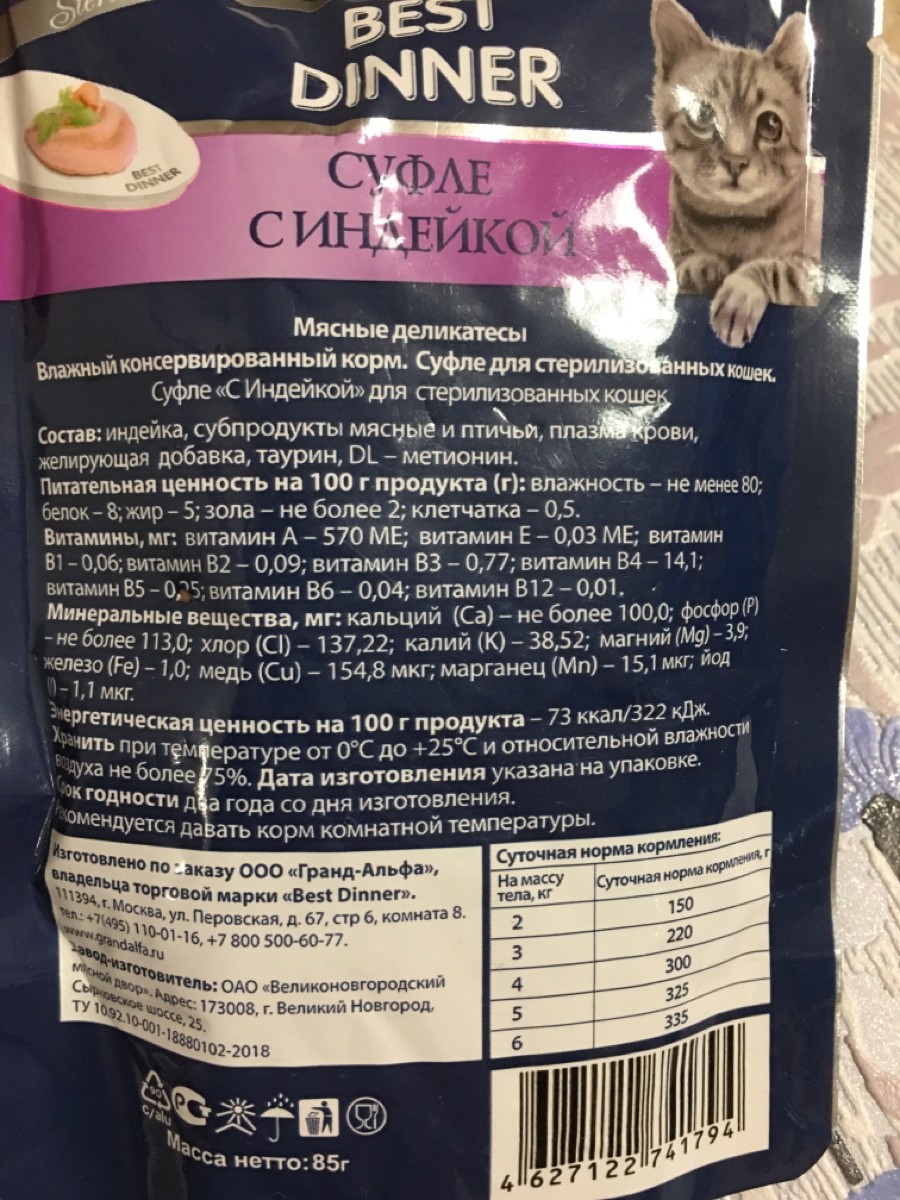 BEST
DINNER
BEST
DINNER
СУФЛЕ
С ИНДЕЙКОЙ
Мясные деликатесы
Влажный консервированный корм. Суфле для стерилизованных кошек.
Суфле «С Индейкой» для стерилизованных кошек
Состав: индейка, субпродукты мясные и птичьи, плазма крови,
желирующая добавка, таурин, DL – метионин.
Питательная ценность на 100 г продукта (г): влажность – не менее 80;
белок – 8; жир – 5; зола – не более 2; клетчатка – 0,5.
Витамины, мг: витамин А – 570 МЕ; витамин Е – 0,03 МЕ; витамин
В1 – 0,06; витамин В2 – 0,09; витамин В3 – 0,77; витамин В4 – 14,1;
витамин В5 – 0,25; витамин В6 – 0,04; витамин В12 – 0,01.
Минеральные вещества, мг: кальций (Ca) – не более 100,0; фосфор (P)
– не более 113,0; хлор (Cl) – 137,22; калий (K) – 38,52; магний (Mg) – 3,9;
железо (Fe) – 1,0; медь (Cu) – 154,8 мкг; марганец (Mn) – 15,1 мкг; йод
(I) – 1,1 мкг.
Энергетическая ценность на 100 г продукта – 73 ккал/322 кДж.
Хранить при температуре от 0°С до +25°С и относительной влажности
воздуха не более 75%. Дата изготовления указана на упаковке.
Срок годности два года со дня изготовления.
Рекомендуется давать корм комнатной температуры.
Изготовлено по заказу ООО «Гранд-Альфа»,
владельца торговой марки «Best Dinner».
111394, г. Москва, ул. Перовская, д. 67, стр 6, комната 8.
тел.: +7(495) 110-01-16, +7 800 500-60-77.
www.grandalfa.ru
Завод-изготовитель: ОАО «Великоновгородский
мясной двор». Адрес: 173008, г. Великий Новгород,
Сырковское шоссе, 25.
ТУ 10.92.10-001-18880102-2018
Суточная норма кормления:
На массу тела, кг Суточная норма кормления, г
2 150
3 220
4 300
5 325
6 335
90
c/alu
РСТ
Масса нетто: 85г
4 627122 741794